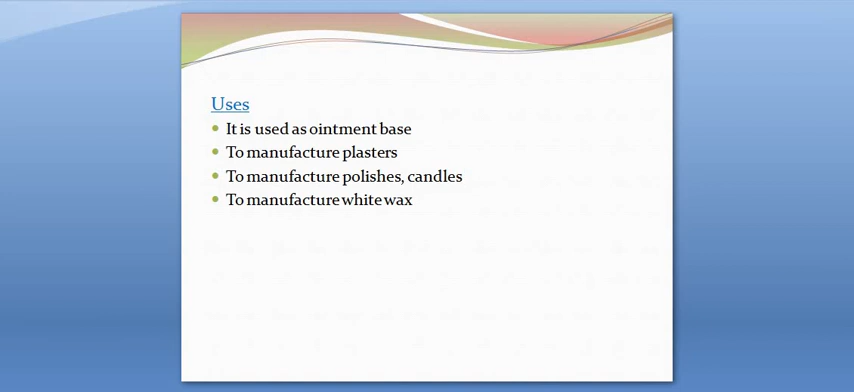 Uses
It is used as ointment base
To manufacture plasters
To manufacture polishes, candles
To manufacture white wax